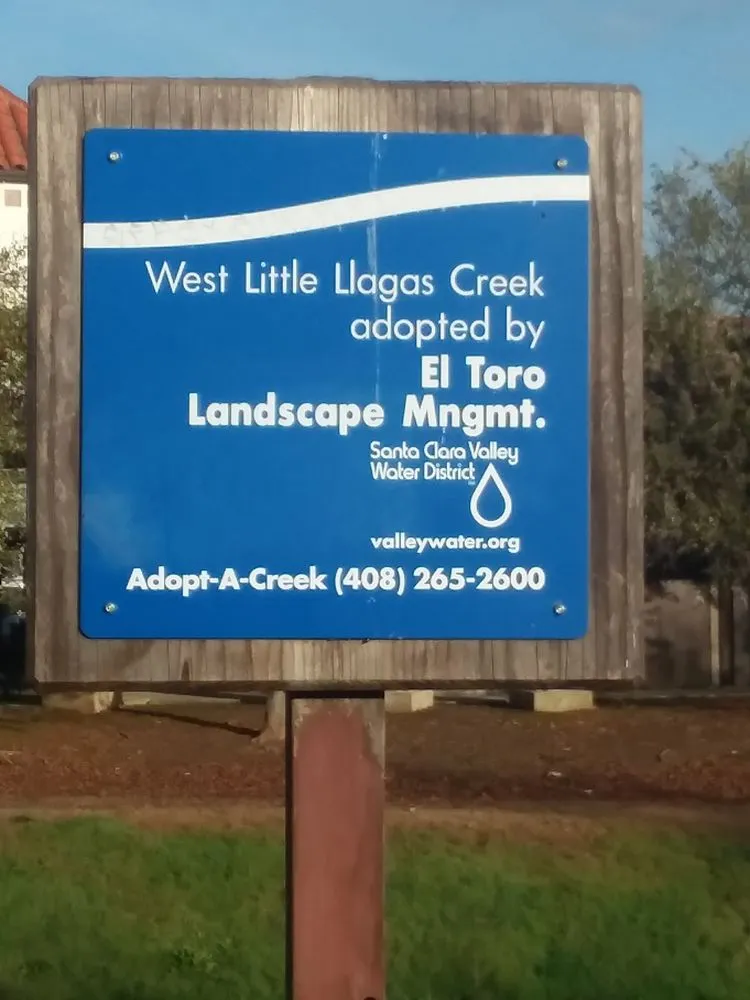 West Little Llagas Creek
adopted by
El Toro
Landscape Mngmt.
Santa Clara Valley
Water District
valleywater.org
Adopt-A-Creek (408) 265-2600